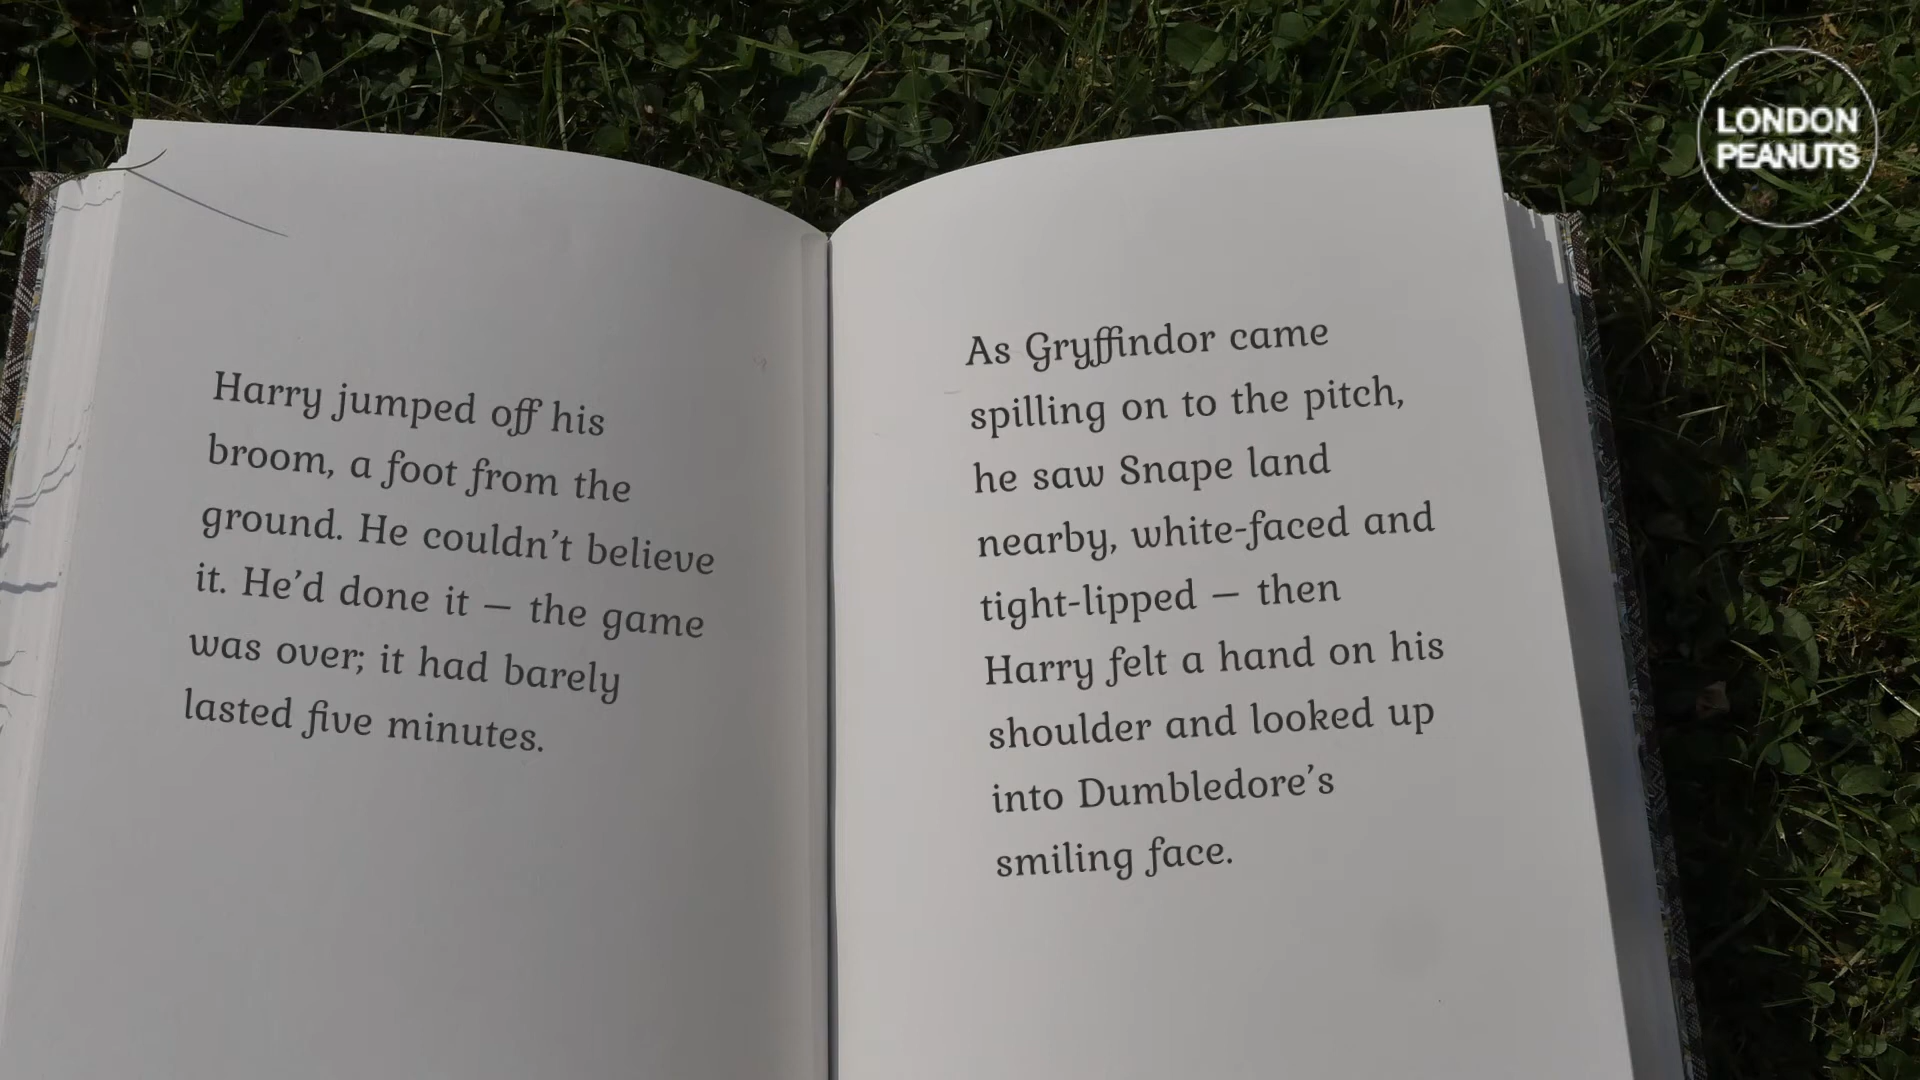 Harry jumped off his
broom, a foot from the
ground. He couldn’t believe
it. He’d done it – the game
was over; it had barely
lasted five minutes.
As Gryffindor came
spilling on to the pitch,
he saw Snape land
nearby, white-faced and
tight-lipped – then
Harry felt a hand on his
shoulder and looked up
into Dumbledore’s
smiling face.
LONDON
PEANUTS